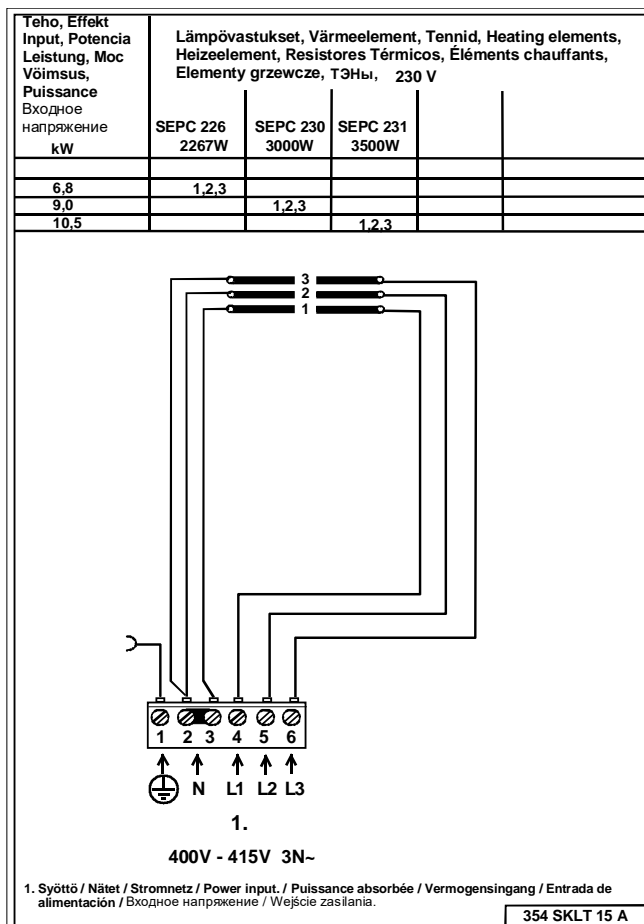 Teho, Effekt
Input, Potencia
Leistung, Moc
Vöimsus,
Puissance
Входное
напряжение
kW
Lämpövastukset, Värmeelement, Tennid, Heating elements,
Heizeelement, Resistores Térmicos, Éléments chauffants,
Elementy grzewcze, ТЭНы, 230 V
SEPC 226 SEPC 230 SEPC 231
2267W 3000W 3500W
6,8 1,2,3
9,0 1,2,3
10,5 1,2,3
3
2
1
1 2 3 4 5 6
N L1 L2 L3
1.
400V - 415V 3N~
1. Syöttö / Nätet / Stromnetz / Power input. / Puissance absorbée / Vermogensingang / Entrada de
alimentación / Входное напряжение / Wejście zasilania.
354 SKLT 15 A